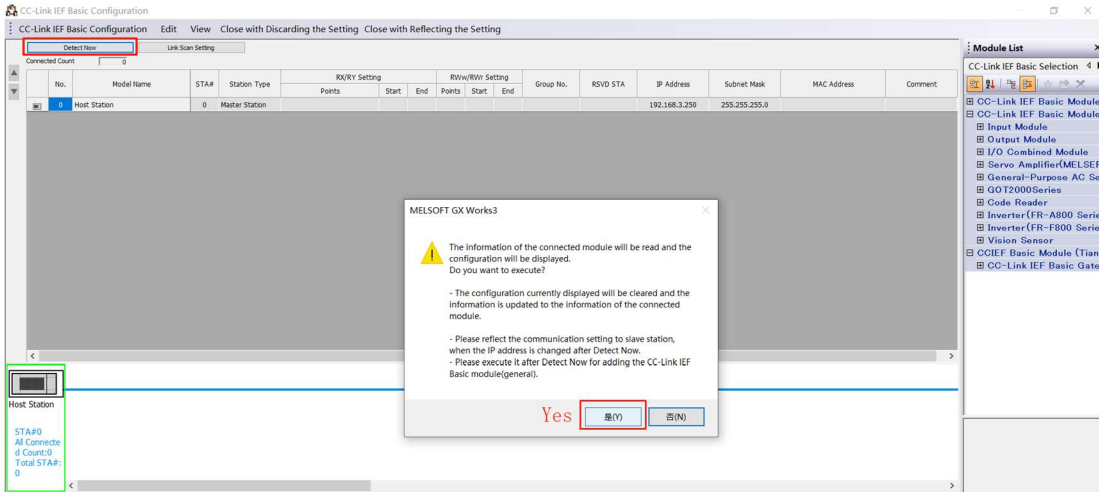 CC-Link IEF Basic Configuration
CC-Link IEF Basic Configuration Edit View Close with Discarding the Setting Close with Reflecting the Setting
Detect Now Link Scan Setting
Connected Count 0
No. Model Name STA# Station Type RX/RY Setting RWw/RWr Setting Group No. RSVD STA IP Address Subnet Mask MAC Address Comment
Points Start End Points Start End
0 Host Station 0 Master Station 192.168.3.250 255.255.255.0
MELSOFT GX Works3
The information of the connected module will be read and the
configuration will be displayed.
Do you want to execute?
- The configuration currently displayed will be cleared and the
information is updated to the information of the connected
module.
- Please reflect the communication setting to slave station,
when the IP address is changed after Detect Now.
- Please execute it after Detect Now for adding the CC-Link IEF
Basic module(general).
Yes 是(Y) 否(N)
Host Station
STA#0
All Connecte
d Count:0
Total STA#:
0
Module List
CC-Link IEF Basic Selection
CC-Link IEF Basic Module
CC-Link IEF Basic Module
Input Module
Output Module
I/O Combined Module
Servo Amplifier(MELSER
General-Purpose AC Se
GOT2000Series
Code Reader
Inverter(FR-A800 Serie
Inverter(FR-F800 Serie
Vision Sensor
CCIEF Basic Module (Tian
CC-Link IEF Basic Gate